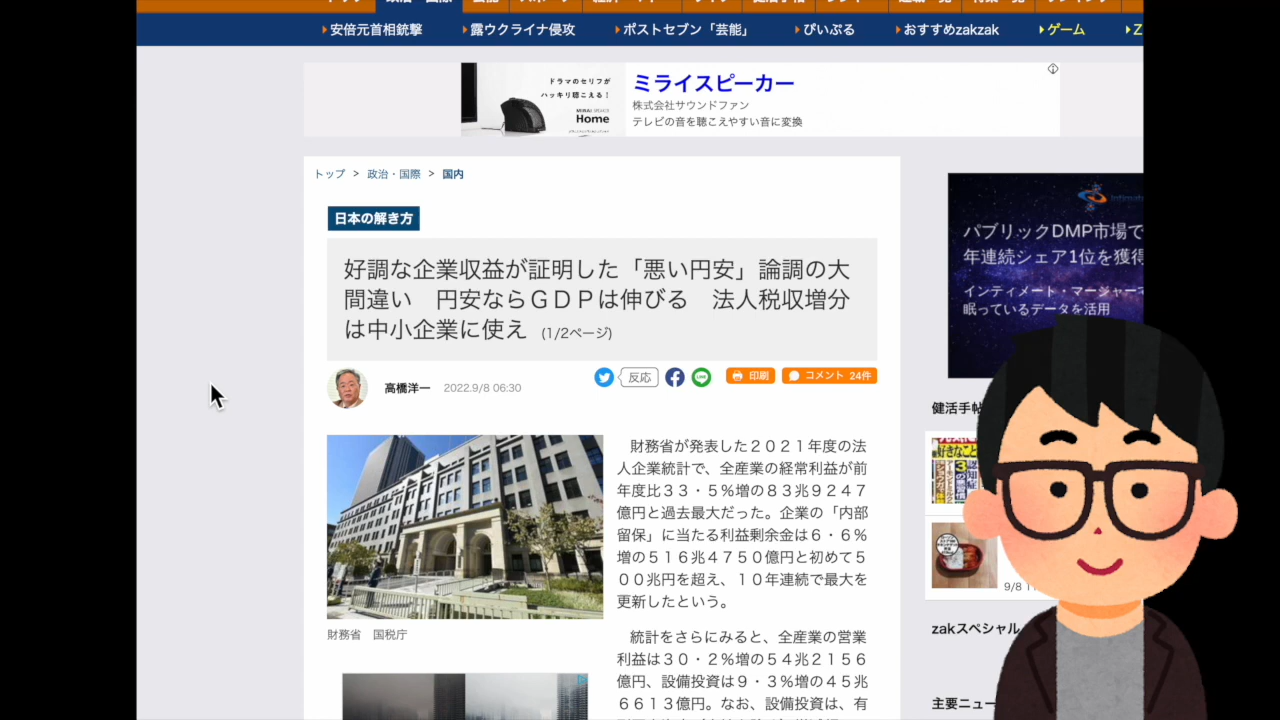 安倍元首相銃撃
露ウクライナ侵攻
ポストセブン「芸能」
ぴいぷる
おすすめzakzak
ゲーム
ドラマのセリフが
ハッキリ聴こえる！
Home
ミライスピーカー
株式会社サウンドファン
テレビの音を聴こえやすい音に変換
トップ > 政治・国際 > 国内
日本の解き方
好調な企業収益が証明した「悪い円安」論調の大
間違い　円安ならＧＤＰは伸びる　法人税収増分
は中小企業に使え (1/2ページ)
高橋洋一 2022.9/8 06:30
反応
印刷
コメント 24件
財務省が発表した２０２１年度の法
人企業統計で、全産業の経常利益が前
年度比３３・５％増の８３兆９２４７
億円と過去最大だった。企業の「内部
留保」に当たる利益剰余金は６・６％
増の５１６兆４７５０億円と初めて５
００兆円を超え、１０年連続で最大を
更新したという。
財務省　国税庁
統計をさらにみると、全産業の営業
利益は３０・２％増の５４兆２１５６
億円、設備投資は９・３％増の４５兆
６６１３億円。なお、設備投資は、有
パブリックDMP市場で
年連続シェア1位を獲得
インティメート・マージャーで
眠っているデータを活用
健活手帖
9/8
zakスペシャル
主要ニュー